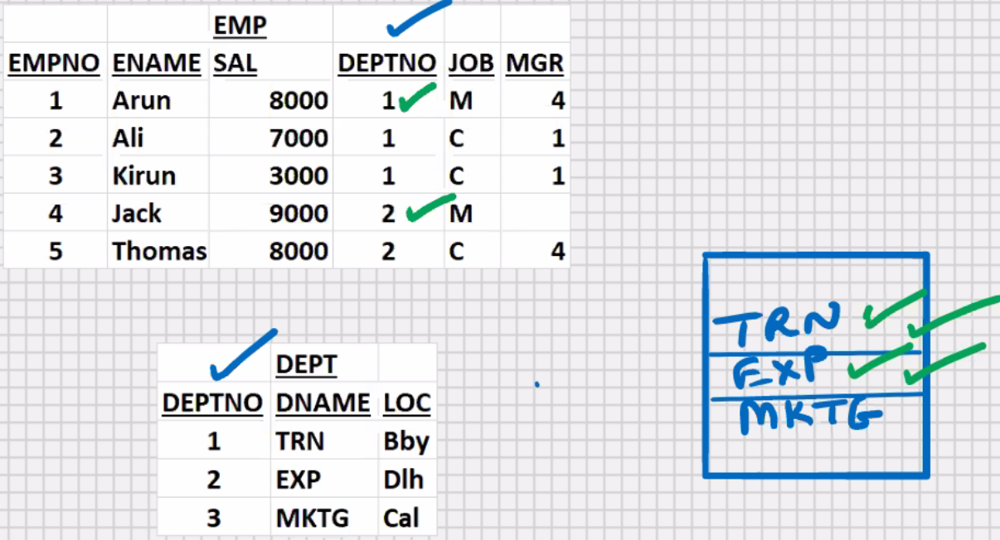 EMP
EMPNO ENAME SAL DEPTNO JOB MGR
1 Arun 8000 1 M 4
2 Ali 7000 1 C 1
3 Kirun 3000 1 C 1
4 Jack 9000 2 M
5 Thomas 8000 2 C 4
DEPT
DEPTNO DNAME LOC
1 TRN Bby
2 EXP Dlh
3 MKTG Cal
TRN
EXP
MKTG